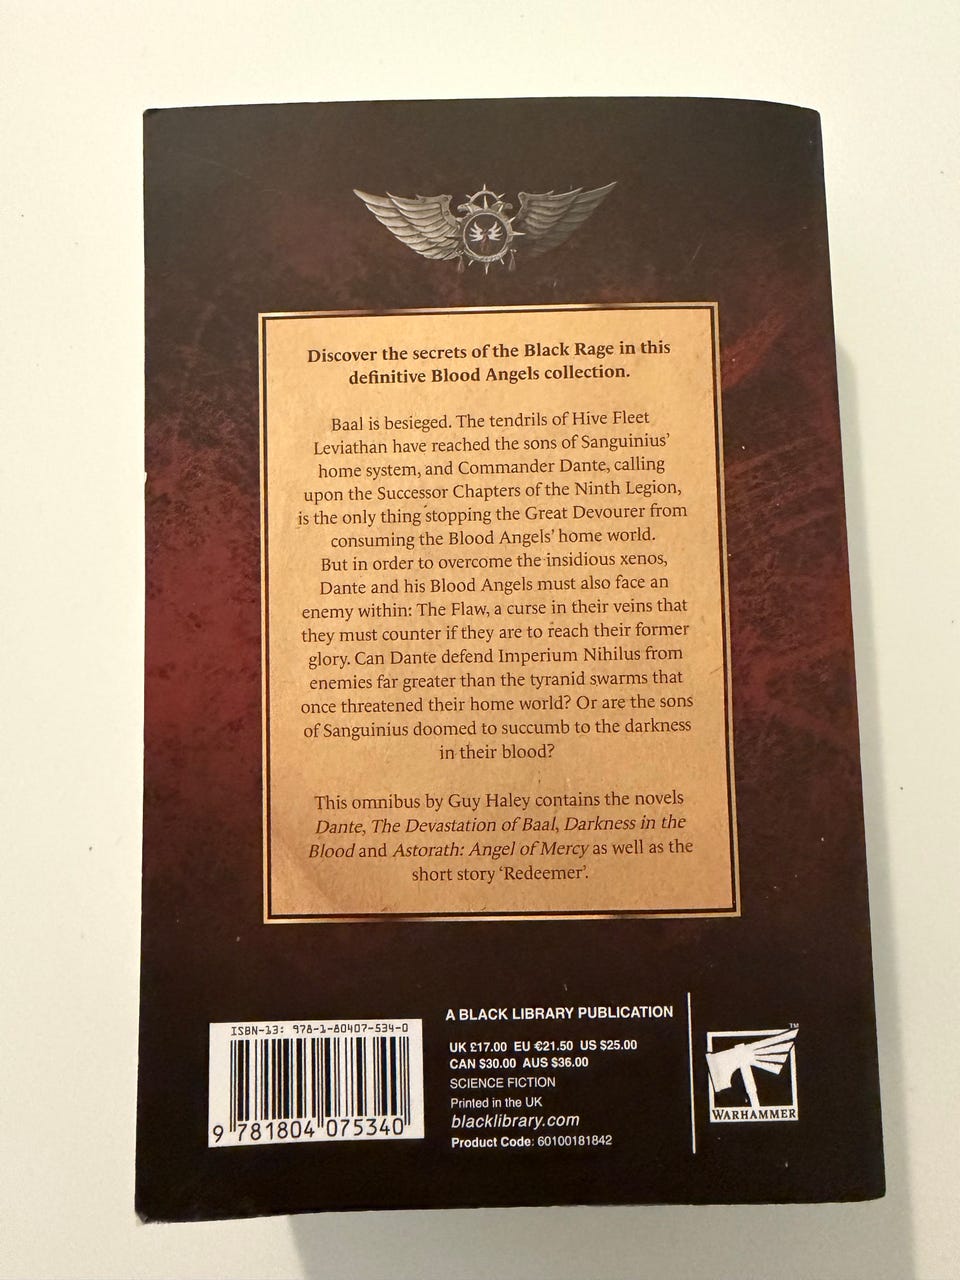 Discover the secrets of the Black Rage in this
definitive Blood Angels collection.
Baal is besieged. The tendrils of Hive Fleet
Leviathan have reached the sons of Sanguinius’
home system, and Commander Dante, calling
upon the Successor Chapters of the Ninth Legion,
is the only thing stopping the Great Devourer from
consuming the Blood Angels’ home world.
But in order to overcome the insidious xenos,
Dante and his Blood Angels must also face an
enemy within: The Flaw, a curse in their veins that
they must counter if they are to reach their former
glory. Can Dante defend Imperium Nihilus from
enemies far greater than the tyranid swarms that
once threatened their home world? Or are the sons
of Sanguinius doomed to succumb to the darkness
in their blood?
This omnibus by Guy Haley contains the novels
Dante, The Devastation of Baal, Darkness in the
Blood and Astorath: Angel of Mercy as well as the
short story ‘Redeemer’.
ISBN-13: 978-1-80407-534-0
9 781804 075340
A BLACK LIBRARY PUBLICATION
UK £17.00 EU €21.50 US $25.00
CAN $30.00 AUS $36.00
SCIENCE FICTION
Printed in the UK
blacklibrary.com
Product Code: 60100181842
TM
WARHAMMER